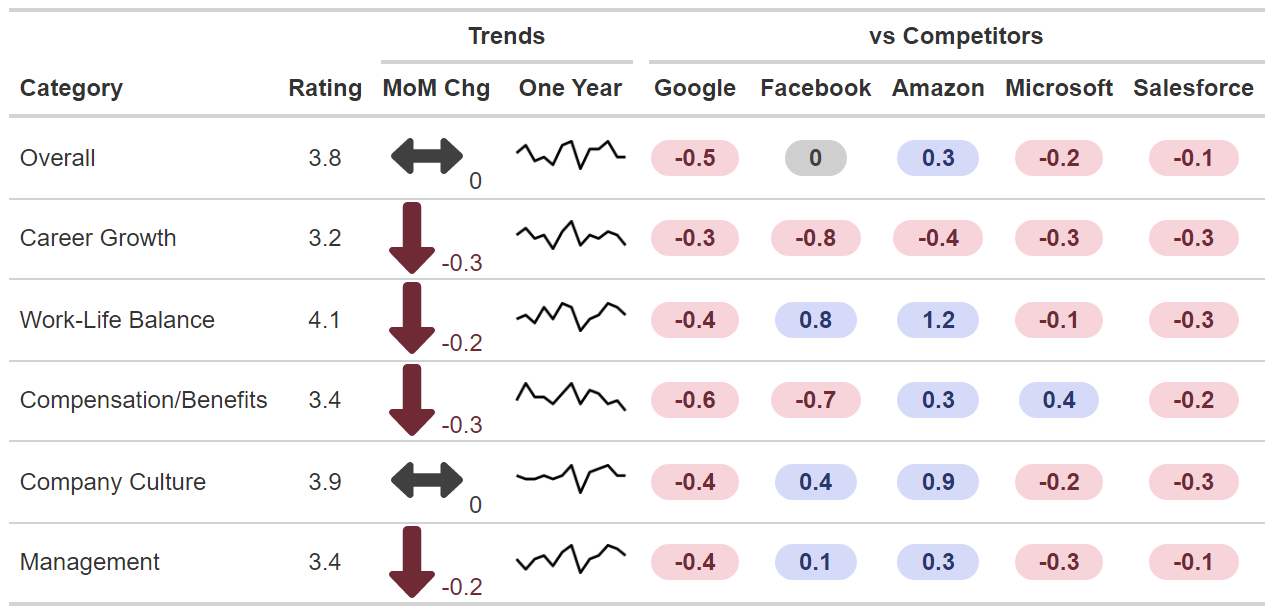 Trends vs Competitors
Category Rating MoM Chg One Year Google Facebook Amazon Microsoft Salesforce
Overall 3.8 0 -0.5 0 0.3 -0.2 -0.1
Career Growth 3.2 -0.3 -0.3 -0.8 -0.4 -0.3 -0.3
Work-Life Balance 4.1 -0.2 -0.4 0.8 1.2 -0.1 -0.3
Compensation/Benefits 3.4 -0.3 -0.6 -0.7 0.3 0.4 -0.2
Company Culture 3.9 0 -0.4 0.4 0.9 -0.2 -0.3
Management 3.4 -0.2 -0.4 0.1 0.3 -0.3 -0.1